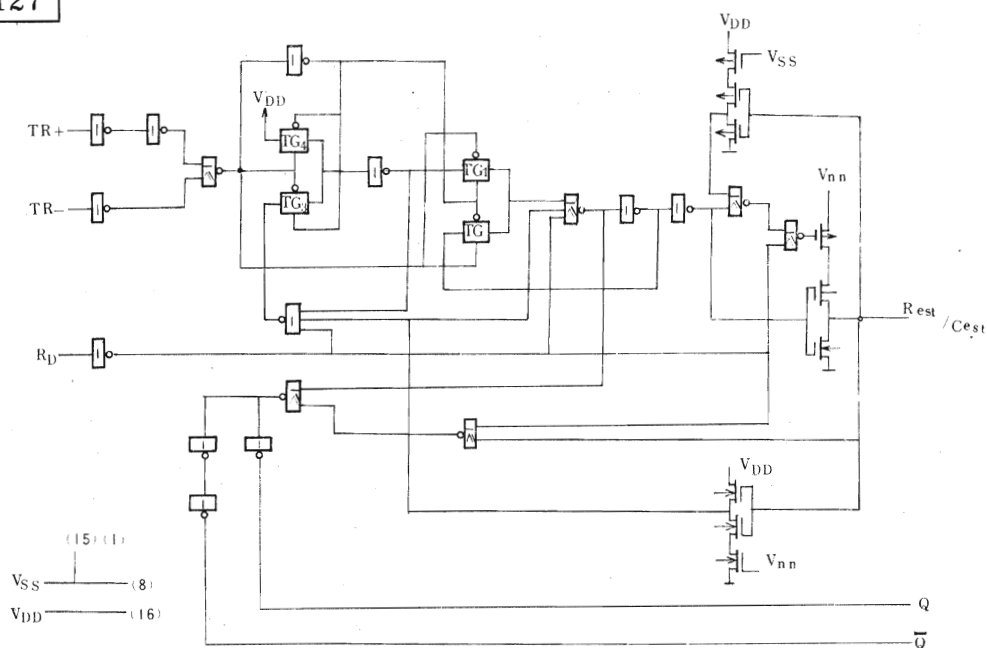 127
VDD
VSS
VDD
TR+
TG4
TG1
TR-
TG3
TG
Vnn
Rest/Cest
RD
VDD
Vnn
(15)(1)
VSS (8)
VDD (16)
Q
Q̅